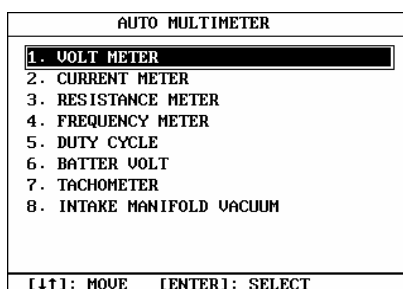 AUTO MULTIMETER
1. VOLT METER
2. CURRENT METER
3. RESISTANCE METER
4. FREQUENCY METER
5. DUTY CYCLE
6. BATTER VOLT
7. TACHOMETER
8. INTAKE MANIFOLD VACUUM
[↓↑]: MOVE [ENTER]: SELECT